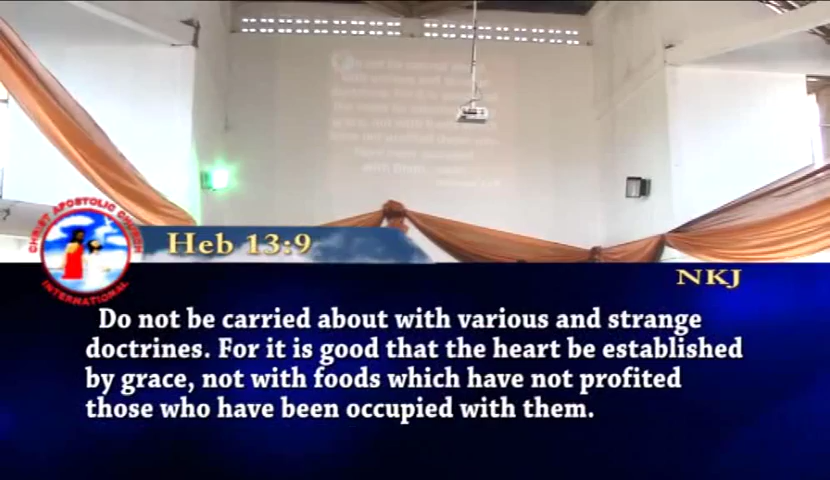 CHRIST APOSTOLIC CHURCH
INTERNATIONAL
Heb 13:9
NKJ
Do not be carried about with various and strange
doctrines. For it is good that the heart be established
by grace, not with foods which have not profited
those who have been occupied with them.